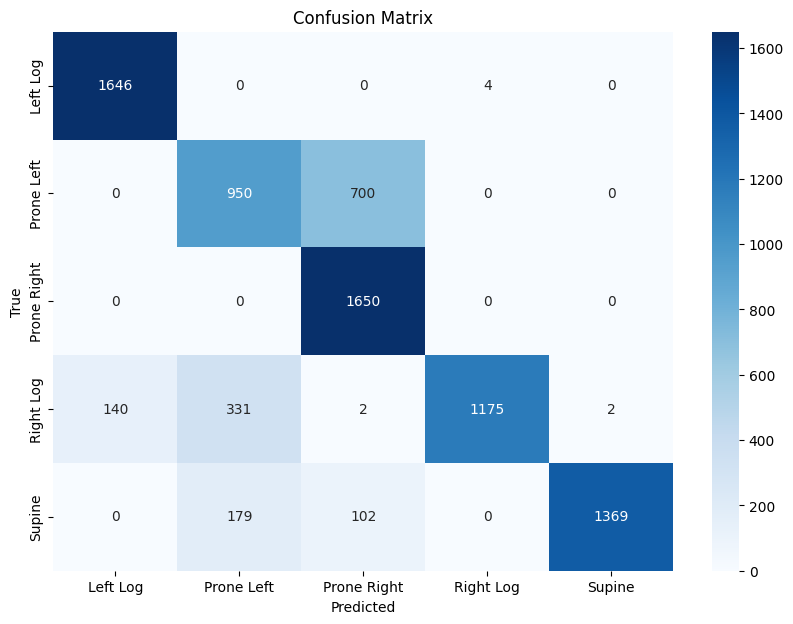 Confusion Matrix
True
Left Log
1646 0 0 4 0
Prone Left
0 950 700 0 0
Prone Right
0 0 1650 0 0
Right Log
140 331 2 1175 2
Supine
0 179 102 0 1369
Left Log Prone Left Prone Right Right Log Supine
Predicted
1600
1400
1200
1000
800
600
400
200
0